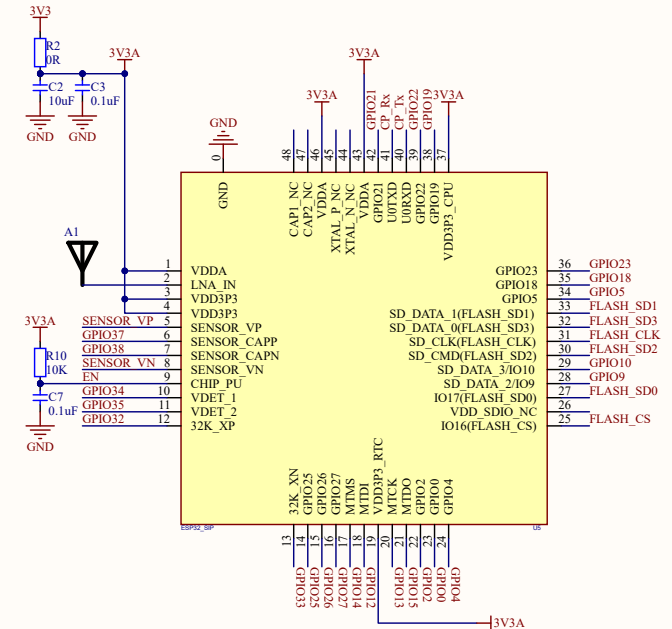 3V3
R2
0R
C2
10uF
C3
0.1uF
GND
GND
3V3A
GND
3V3A
3V3A
3V3A
GPIO21
CP_Rx
CP_Tx
GPIO22
GPIO19
0
48
47
46
45
44
43
42
41
40
39
38
37
GND
CAP1_NC
CAP2_NC
VDDA
XTAL_P_NC
XTAL_N_NC
VDDA
GPIO21
U0TXD
U0RXD
GPIO22
GPIO19
VDD3P3_CPU
A1
1 VDDA
2 LNA_IN
3 VDD3P3
4 VDD3P3
SENSOR_VP 5 SENSOR_VP
GPIO37 6 SENSOR_CAPP
GPIO38 7 SENSOR_CAPN
SENSOR_VN 8 SENSOR_VN
EN 9 CHIP_PU
GPIO34 10 VDET_1
GPIO35 11 VDET_2
GPIO32 12 32K_XP
3V3A
R10
10K
C7
0.1uF
GND
GPIO23 36 GPIO23
GPIO18 35 GPIO18
GPIO5 34 GPIO5
SD_DATA_1(FLASH_SD1) 33 FLASH_SD1
SD_DATA_0(FLASH_SD3) 32 FLASH_SD3
SD_CLK(FLASH_CLK) 31 FLASH_CLK
SD_CMD(FLASH_SD2) 30 FLASH_SD2
SD_DATA_3/IO10 29 GPIO10
SD_DATA_2/IO9 28 GPIO9
IO17(FLASH_SD0) 27 FLASH_SD0
VDD_SDIO_NC 26
IO16(FLASH_CS) 25 FLASH_CS
32K_XN
GPIO25
GPIO26
GPIO27
MTMS
MTDI
VDD3P3_RTC
MTCK
MTDO
GPIO2
GPIO0
GPIO4
ESP32_SIP
U5
13
14
15
16
17
18
19
20
21
22
23
24
GPIO33
GPIO25
GPIO26
GPIO27
GPIO14
GPIO12
GPIO13
GPIO15
GPIO2
GPIO0
GPIO4
3V3A